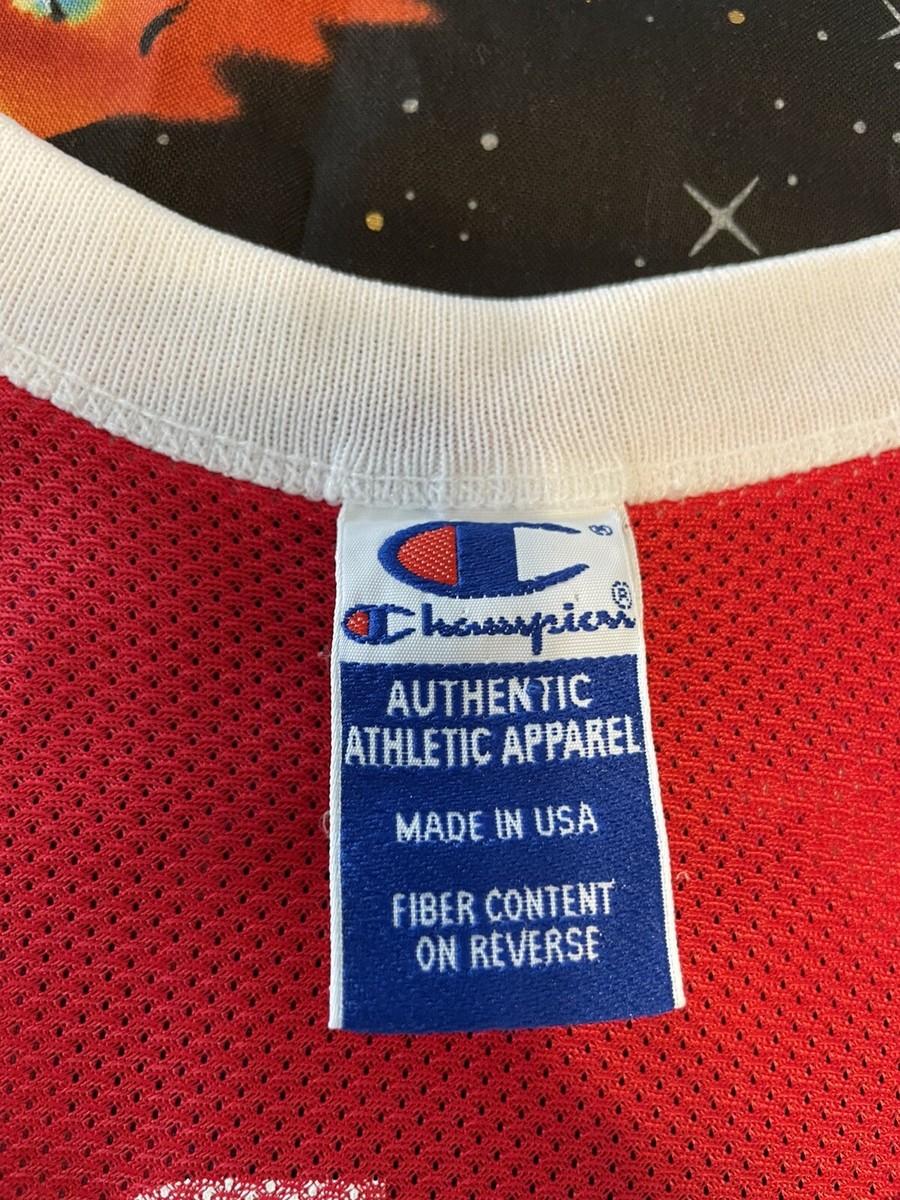 ®
Champion®
AUTHENTIC
ATHLETIC APPAREL
MADE IN USA
FIBER CONTENT
ON REVERSE